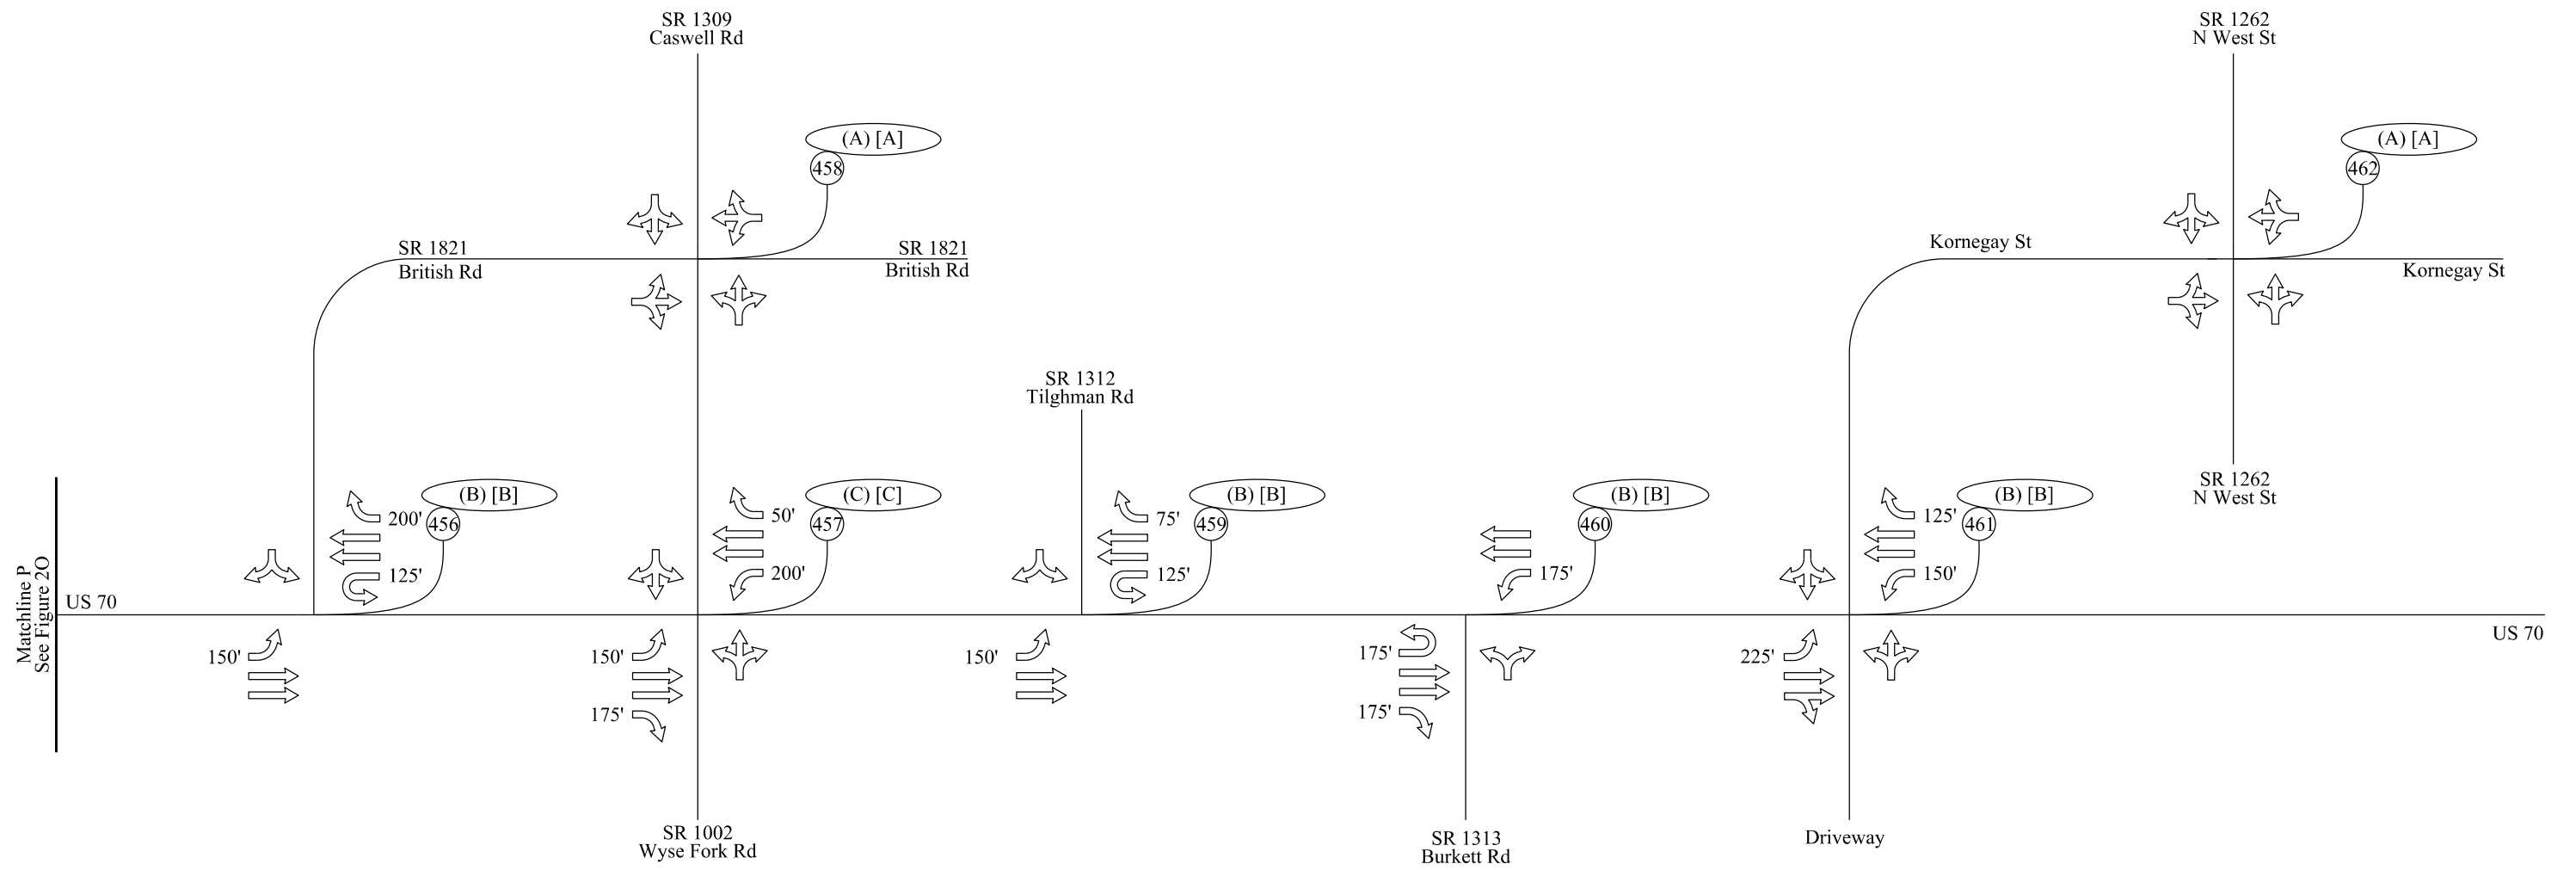 SR 1309
Caswell Rd
SR 1262
N West St
(A) [A]
458
(A) [A]
462
SR 1821
British Rd
SR 1821
British Rd
Kornegay St
Kornegay St
SR 1312
Tilghman Rd
SR 1262
N West St
Matchline P
See Figure 2O
US 70
200'
125'
(B) [B]
456
50'
200'
(C) [C]
457
75'
125'
(B) [B]
459
175'
(B) [B]
460
125'
150'
(B) [B]
461
US 70
150'
150'
175'
150'
175'
175'
225'
SR 1002
Wyse Fork Rd
SR 1313
Burkett Rd
Driveway